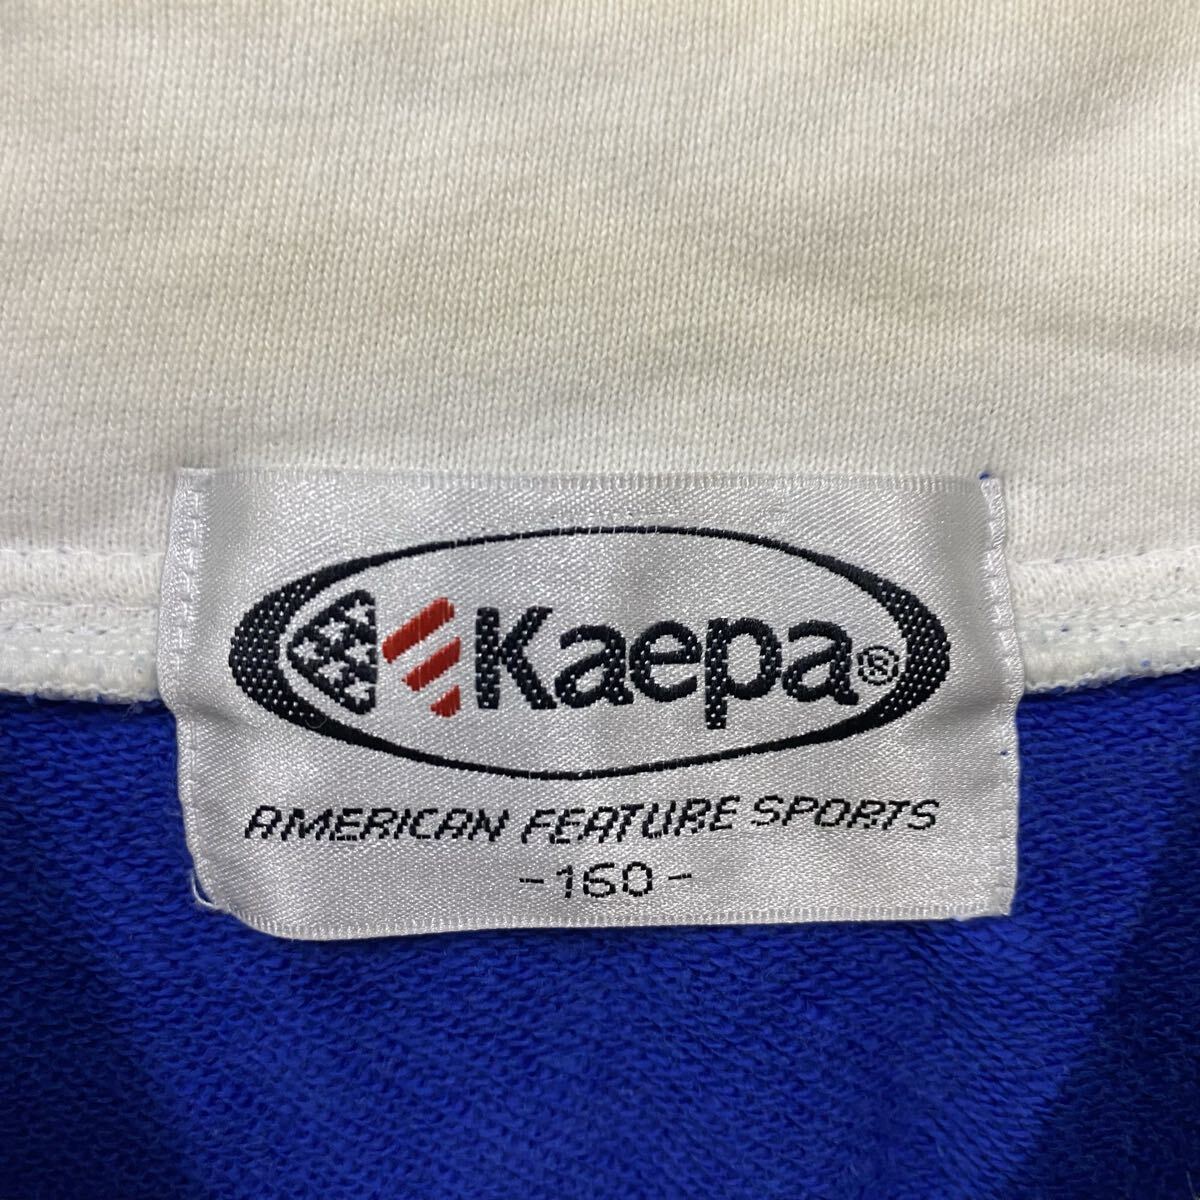 Kaepa®
AMERICAN FEATURE SPORTS
-160-